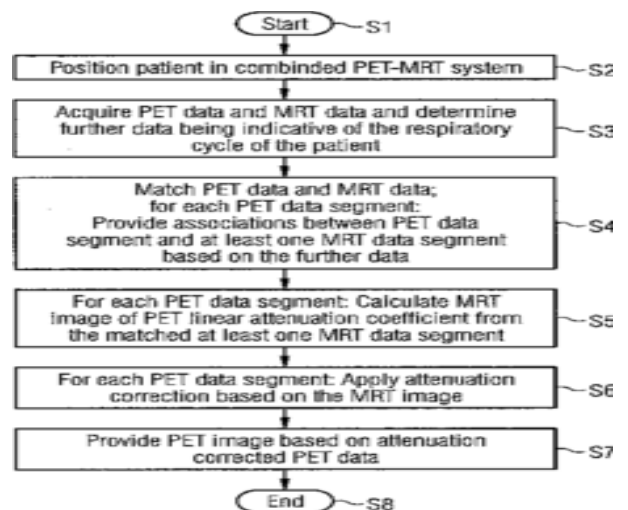 Start
S1
Position patient in combinded PET-MRT system
S2
Acquire PET data and MRT data and determine
further data being indicative of the respiratory
cycle of the patient
S3
Match PET data and MRT data;
for each PET data segment:
Provide associations between PET data
segment and at least one MRT data segment
based on the further data
S4
For each PET data segment: Calculate MRT
image of PET linear attenuation coefficient from
the matched at least one MRT data segment
S5
For each PET data segment: Apply attenuation
correction based on the MRT image
S6
Provide PET image based on attenuation
corrected PET data
S7
End
S8